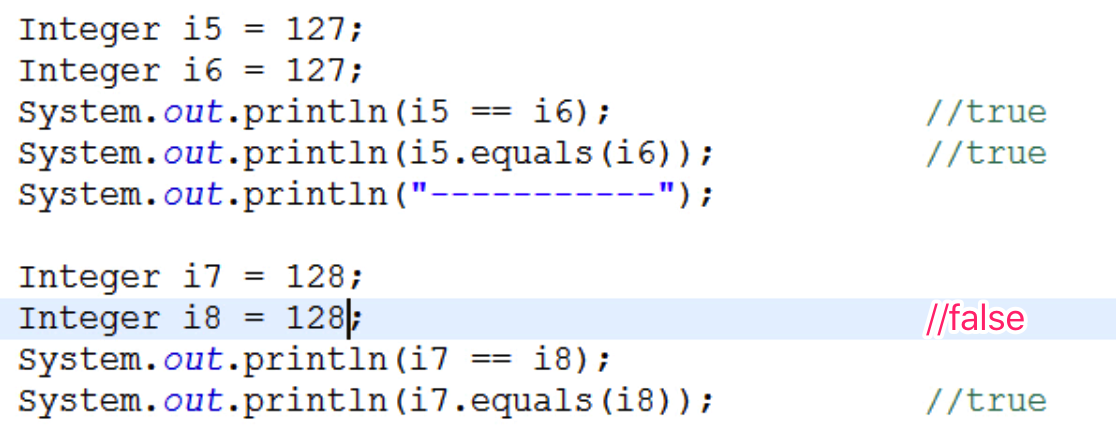 Integer i5 = 127;
Integer i6 = 127;
System.out.println(i5 == i6); //true
System.out.println(i5.equals(i6)); //true
System.out.println("-----------");
Integer i7 = 128;
Integer i8 = 128; //false
System.out.println(i7 == i8);
System.out.println(i7.equals(i8)); //true